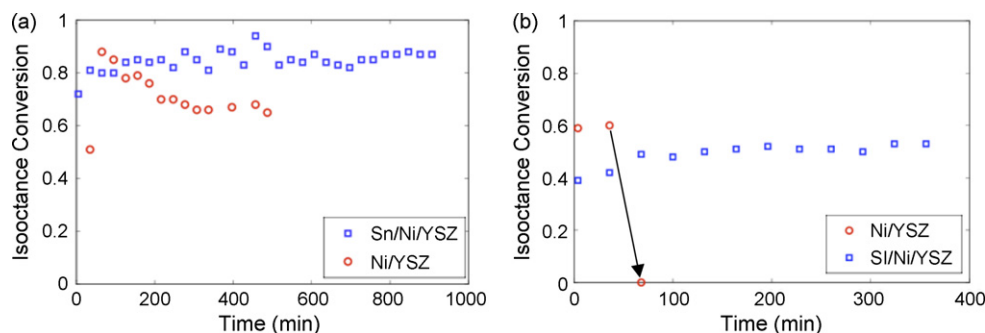 (a)
Isooctance Conversion
1
0.8
0.6
0.4
0.2
0
0 200 400 600 800 1000
Time (min)
Sn/Ni/YSZ
Ni/YSZ
(b)
Isooctance Conversion
1
0.8
0.6
0.4
0.2
0
0 100 200 300 400
Time (min)
Ni/YSZ
SI/Ni/YSZ